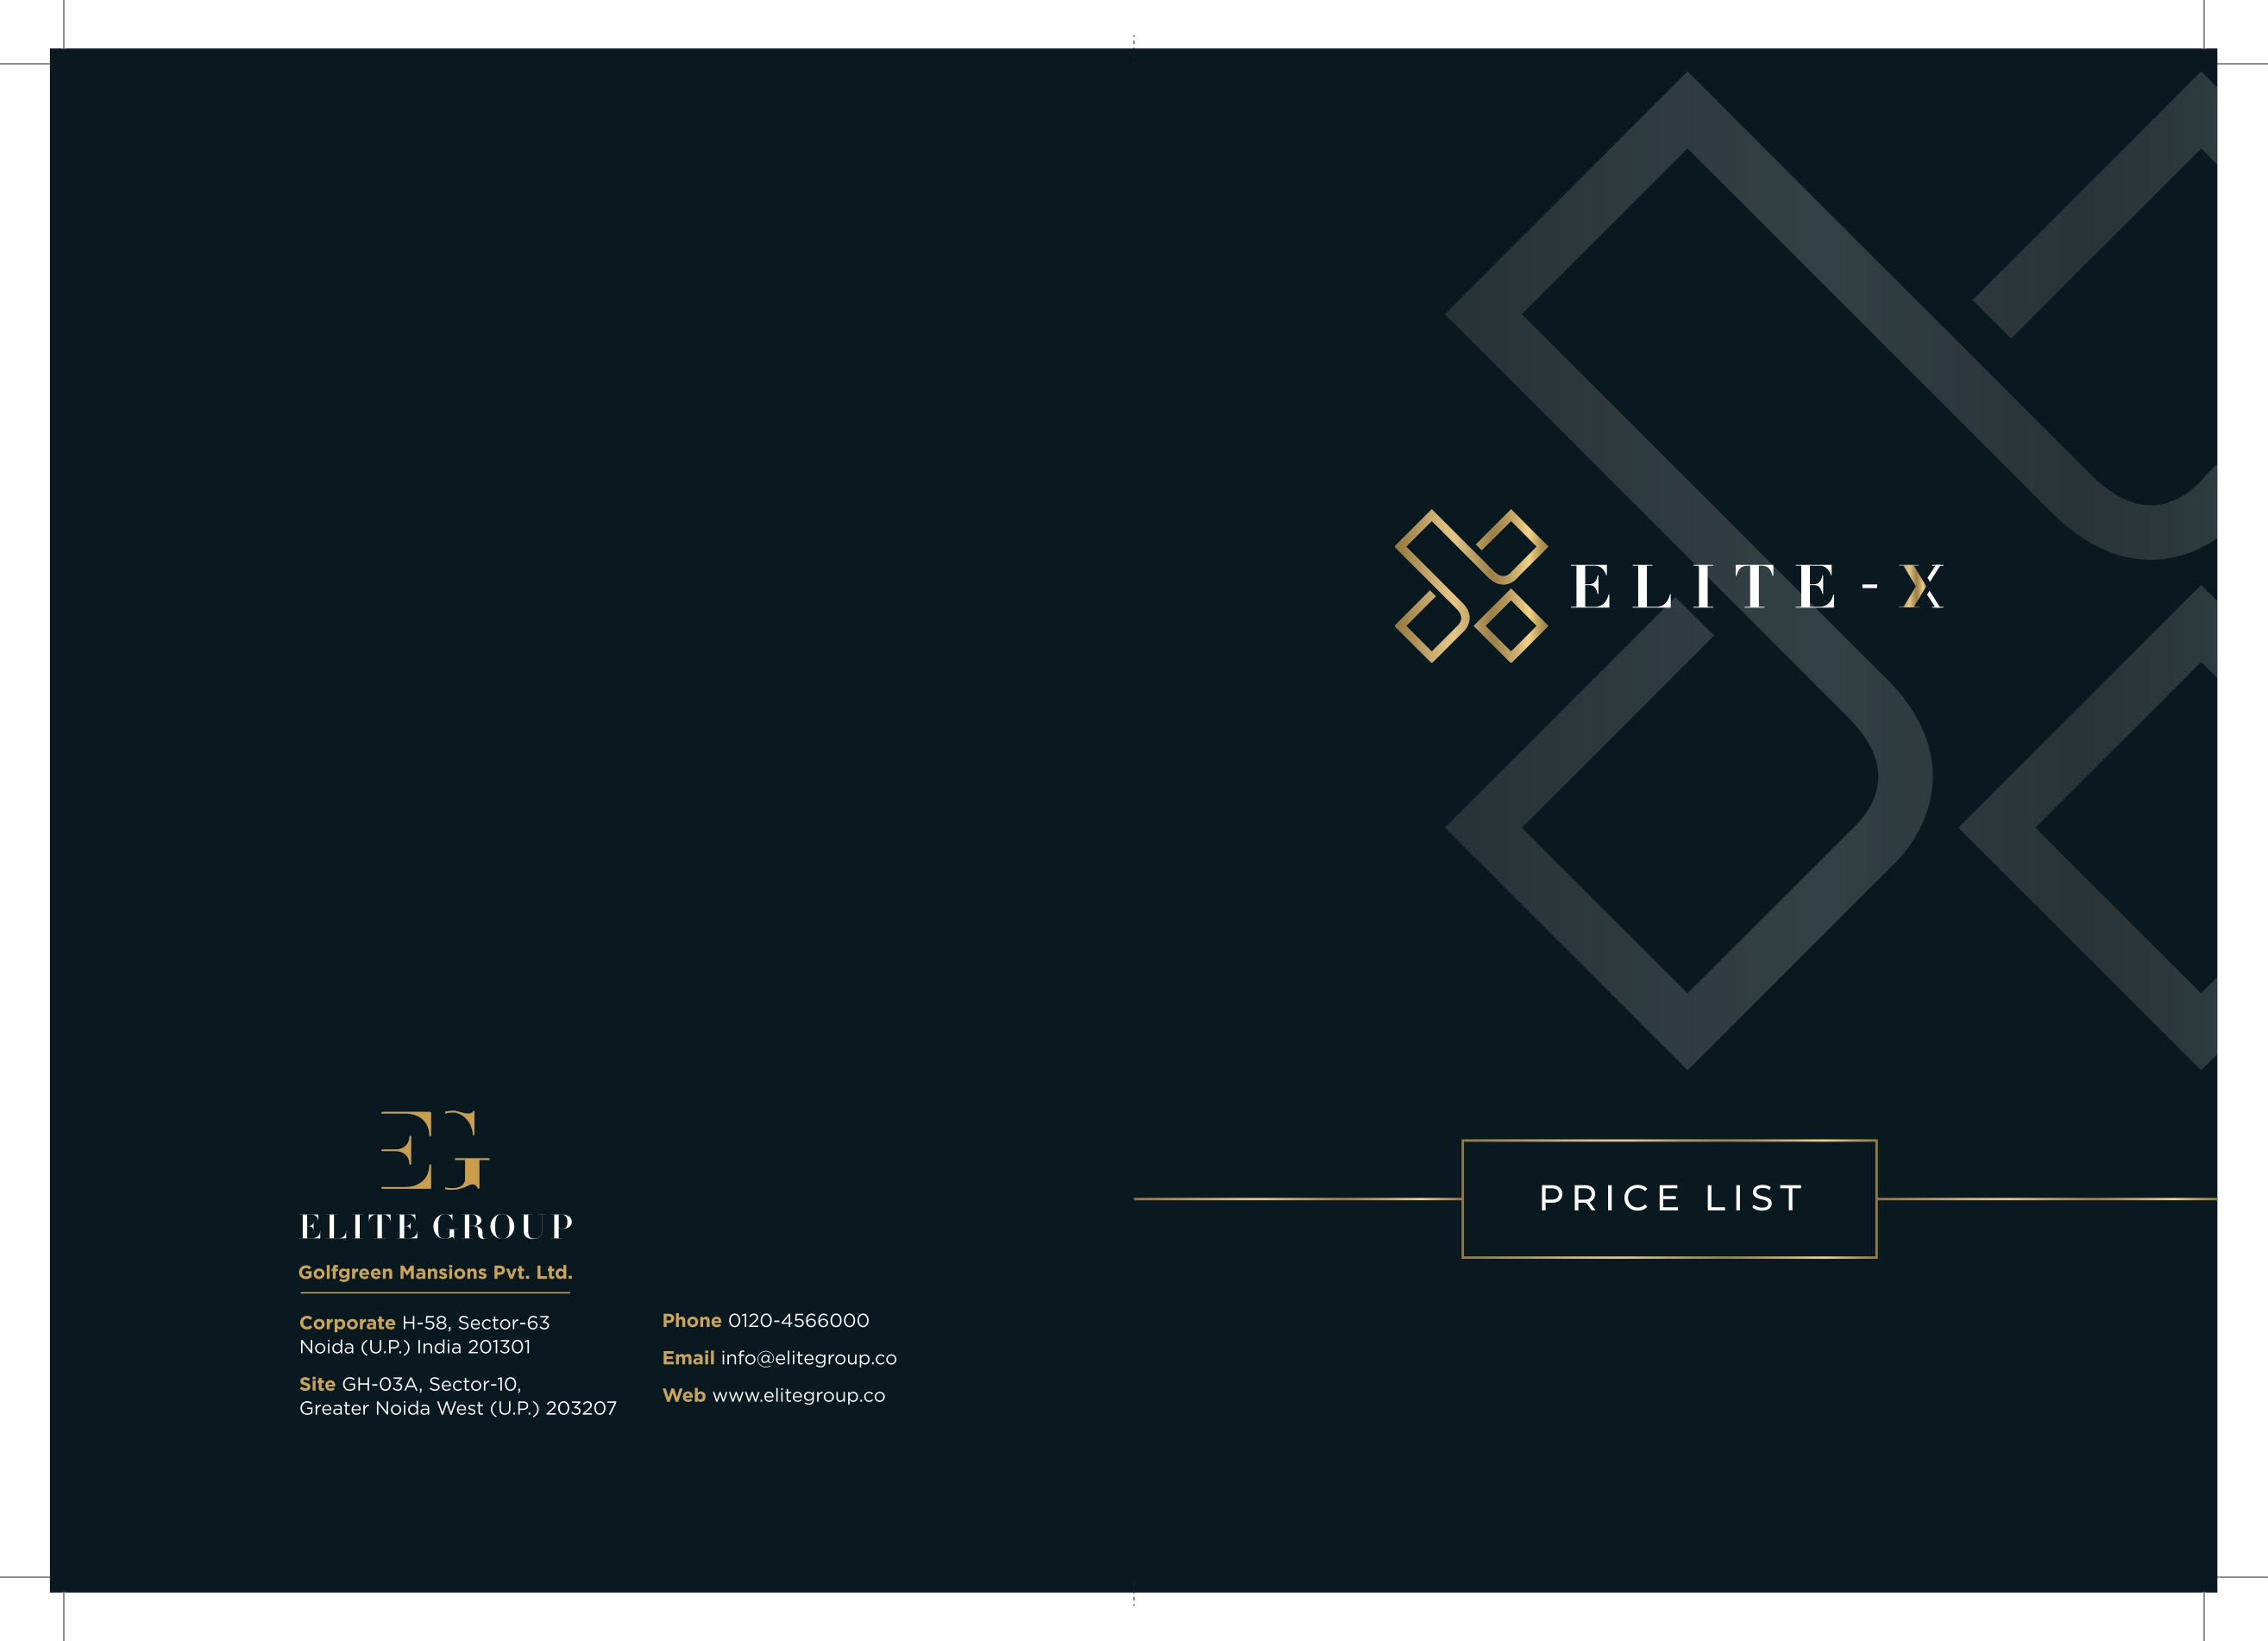 ELITE-X
PRICE LIST
EG
ELITE GROUP
Golfgreen Mansions Pvt. Ltd.
Corporate H-58, Sector-63
Noida (U.P.) India 201301
Site GH-03A, Sector-10,
Greater Noida West (U.P.) 203207
Phone 0120-4566000
Email info@elitegroup.co
Web www.elitegroup.co